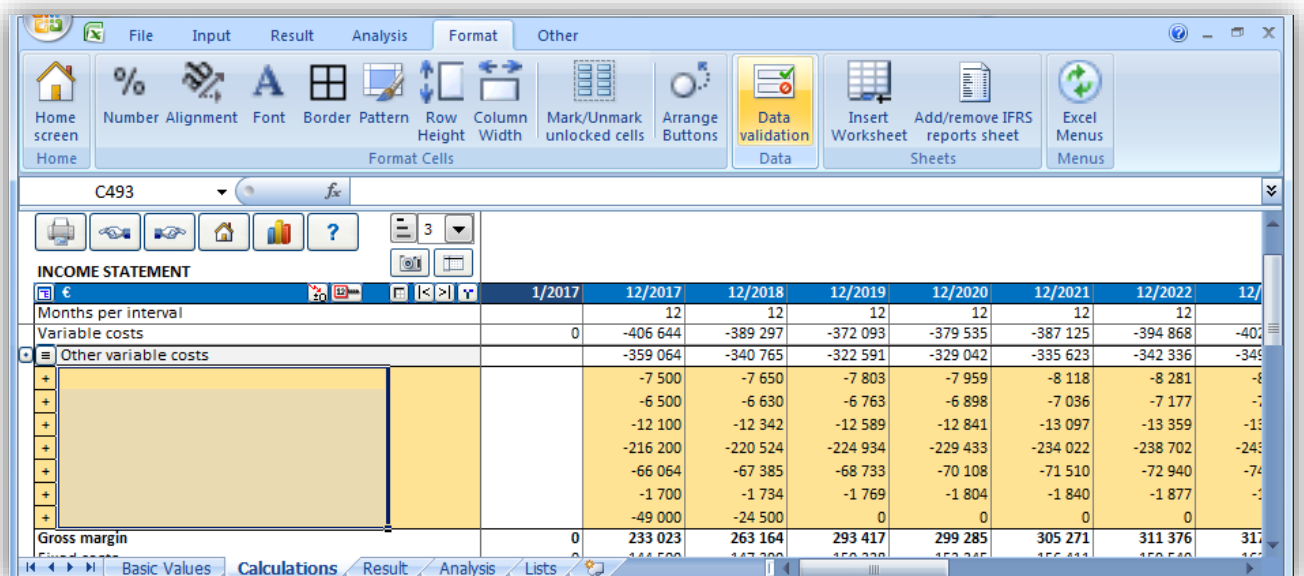 File Input Result Analysis Format Other
Home screen Number Alignment Font Border Pattern Row Height Column Width Mark/Unmark unlocked cells Arrange Buttons Data validation Insert Worksheet Add/remove IFRS reports sheet Excel Menus
Home Format Cells Data Sheets Menus
C493 fx
? 3
INCOME STATEMENT
€ 1/2017 12/2017 12/2018 12/2019 12/2020 12/2021 12/2022 12/
Months per interval 12 12 12 12 12 12
Variable costs 0 -406 644 -389 297 -372 093 -379 535 -387 125 -394 868 -402
Other variable costs -359 064 -340 765 -322 591 -329 042 -335 623 -342 336 -349
+ -7 500 -7 650 -7 803 -7 959 -8 118 -8 281
+ -6 500 -6 630 -6 763 -6 898 -7 036 -7 177
+ -12 100 -12 342 -12 589 -12 841 -13 097 -13 359
+ -216 200 -220 524 -224 934 -229 433 -234 022 -238 702 -243
+ -66 064 -67 385 -68 733 -70 108 -71 510 -72 940 -74
+ -1 700 -1 734 -1 769 -1 804 -1 840 -1 877
+ -49 000 -24 500 0 0 0 0
Gross margin 0 233 023 263 164 293 417 299 285 305 271 311 376 317
Basic Values Calculations Result Analysis Lists